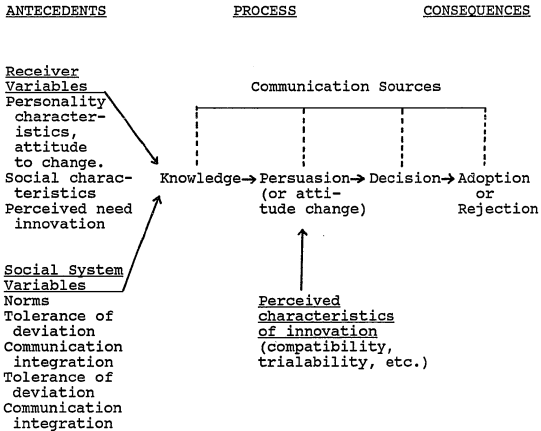 ANTECEDENTS PROCESS CONSEQUENCES
Receiver
Variables
Personality
character-
istics,
attitude
to change.
Social charac-
teristics
Perceived need
innovation
Communication Sources
Knowledge→ Persuasion→ Decision→ Adoption
(or atti- or
tude change) Rejection
Social System
Variables
Norms
Tolerance of
deviation
Communication
integration
Tolerance of
deviation
Communication
integration
Perceived
characteristics
of innovation
(compatibility,
trialability, etc.)